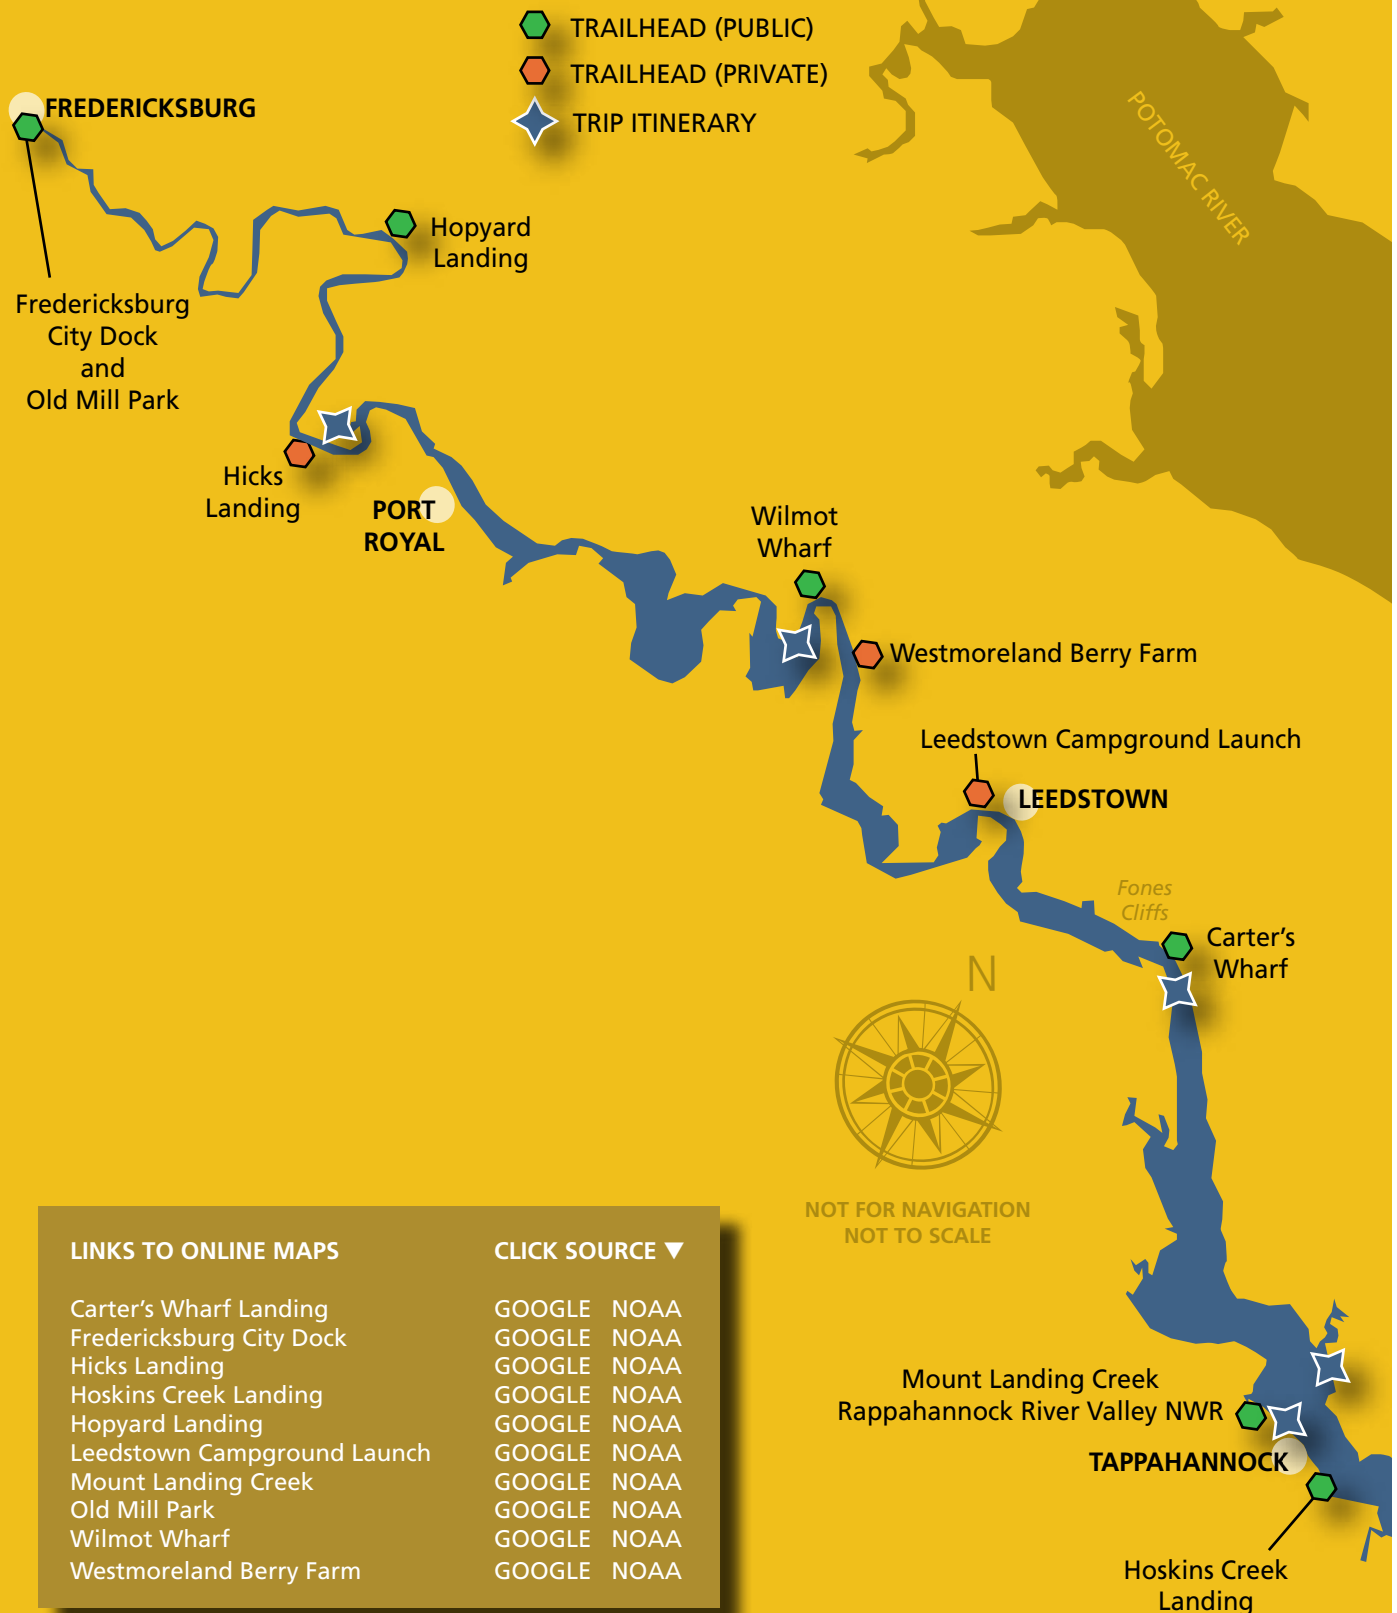 TRAILHEAD (PUBLIC)
TRAILHEAD (PRIVATE)
TRIP ITINERARY
POTOMAC RIVER
FREDERICKSBURG
Hopyard
Landing
Fredericksburg
City Dock
and
Old Mill Park
Hicks
Landing
PORT
ROYAL
Wilmot
Wharf
Westmoreland Berry Farm
Leedstown Campground Launch
LEEDSTOWN
Fones
Cliffs
Carter’s
Wharf
N
NOT FOR NAVIGATION
NOT TO SCALE
LINKS TO ONLINE MAPS CLICK SOURCE ▼
Carter’s Wharf Landing GOOGLE NOAA
Fredericksburg City Dock GOOGLE NOAA
Hicks Landing GOOGLE NOAA
Hoskins Creek Landing GOOGLE NOAA
Hopyard Landing GOOGLE NOAA
Leedstown Campground Launch GOOGLE NOAA
Mount Landing Creek GOOGLE NOAA
Old Mill Park GOOGLE NOAA
Wilmot Wharf GOOGLE NOAA
Westmoreland Berry Farm GOOGLE NOAA
Mount Landing Creek
Rappahannock River Valley NWR
TAPPAHANNOCK
Hoskins Creek
Landing